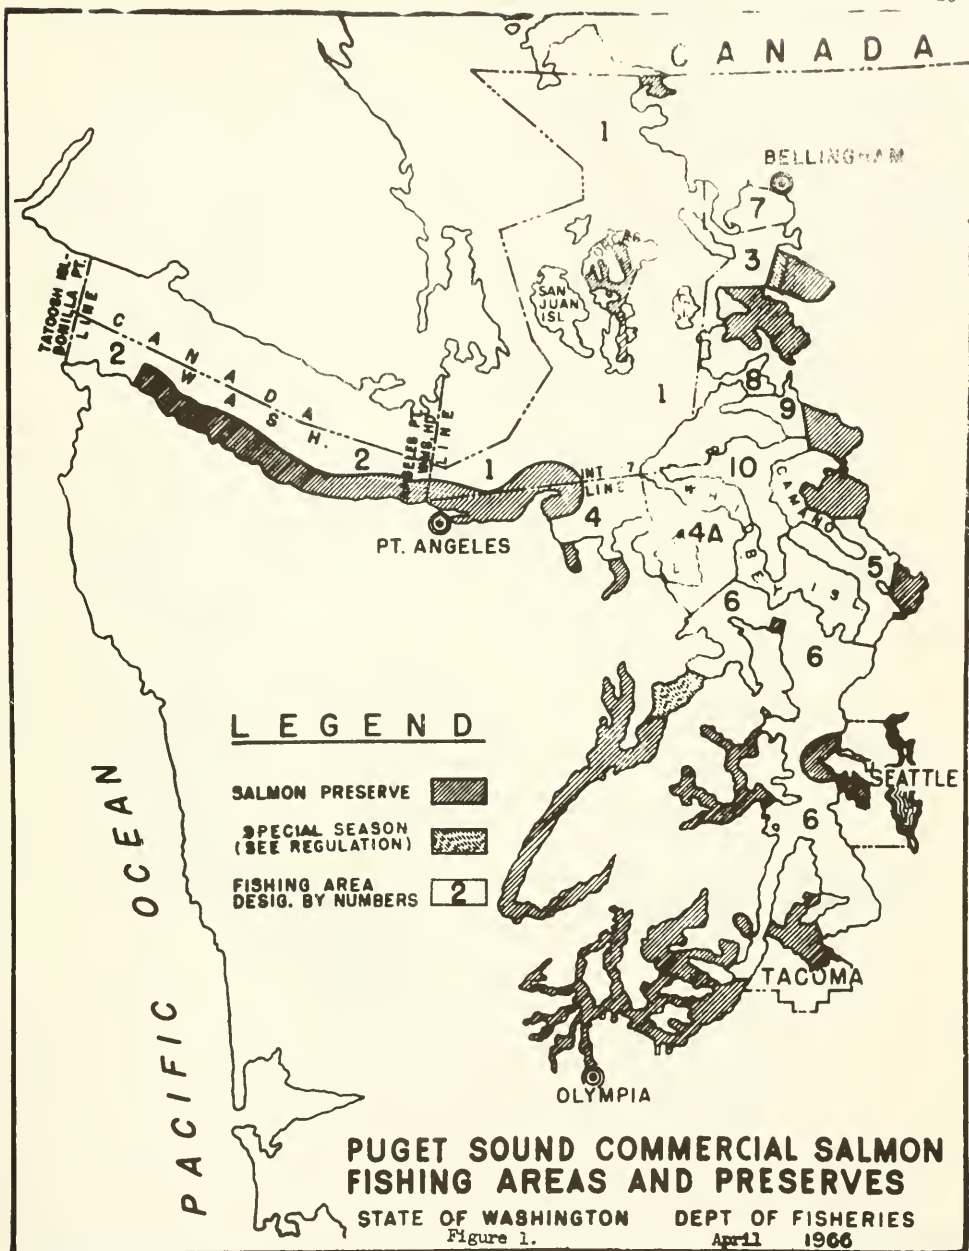 CANADA
1
BELLINGHAM
7
3
TATOOSH ISL-
BONILLA PT.
LINE
CANADA
WASH.
2
SAN
JUAN
ISL
ORCAS
8
9
1
ANGELES PT.
LINE
2
1
INT
LINE
4
10
4A
CAMANO
ISL
5
PT. ANGELES
6
6
LEGEND
SALMON PRESERVE
SPECIAL SEASON
(SEE REGULATION)
FISHING AREA
DESIG. BY NUMBERS
2
SEATTLE
6
PACIFIC OCEAN
TACOMA
OLYMPIA
PUGET SOUND COMMERCIAL SALMON
FISHING AREAS AND PRESERVES
STATE OF WASHINGTON DEPT OF FISHERIES
Figure 1. April 1966